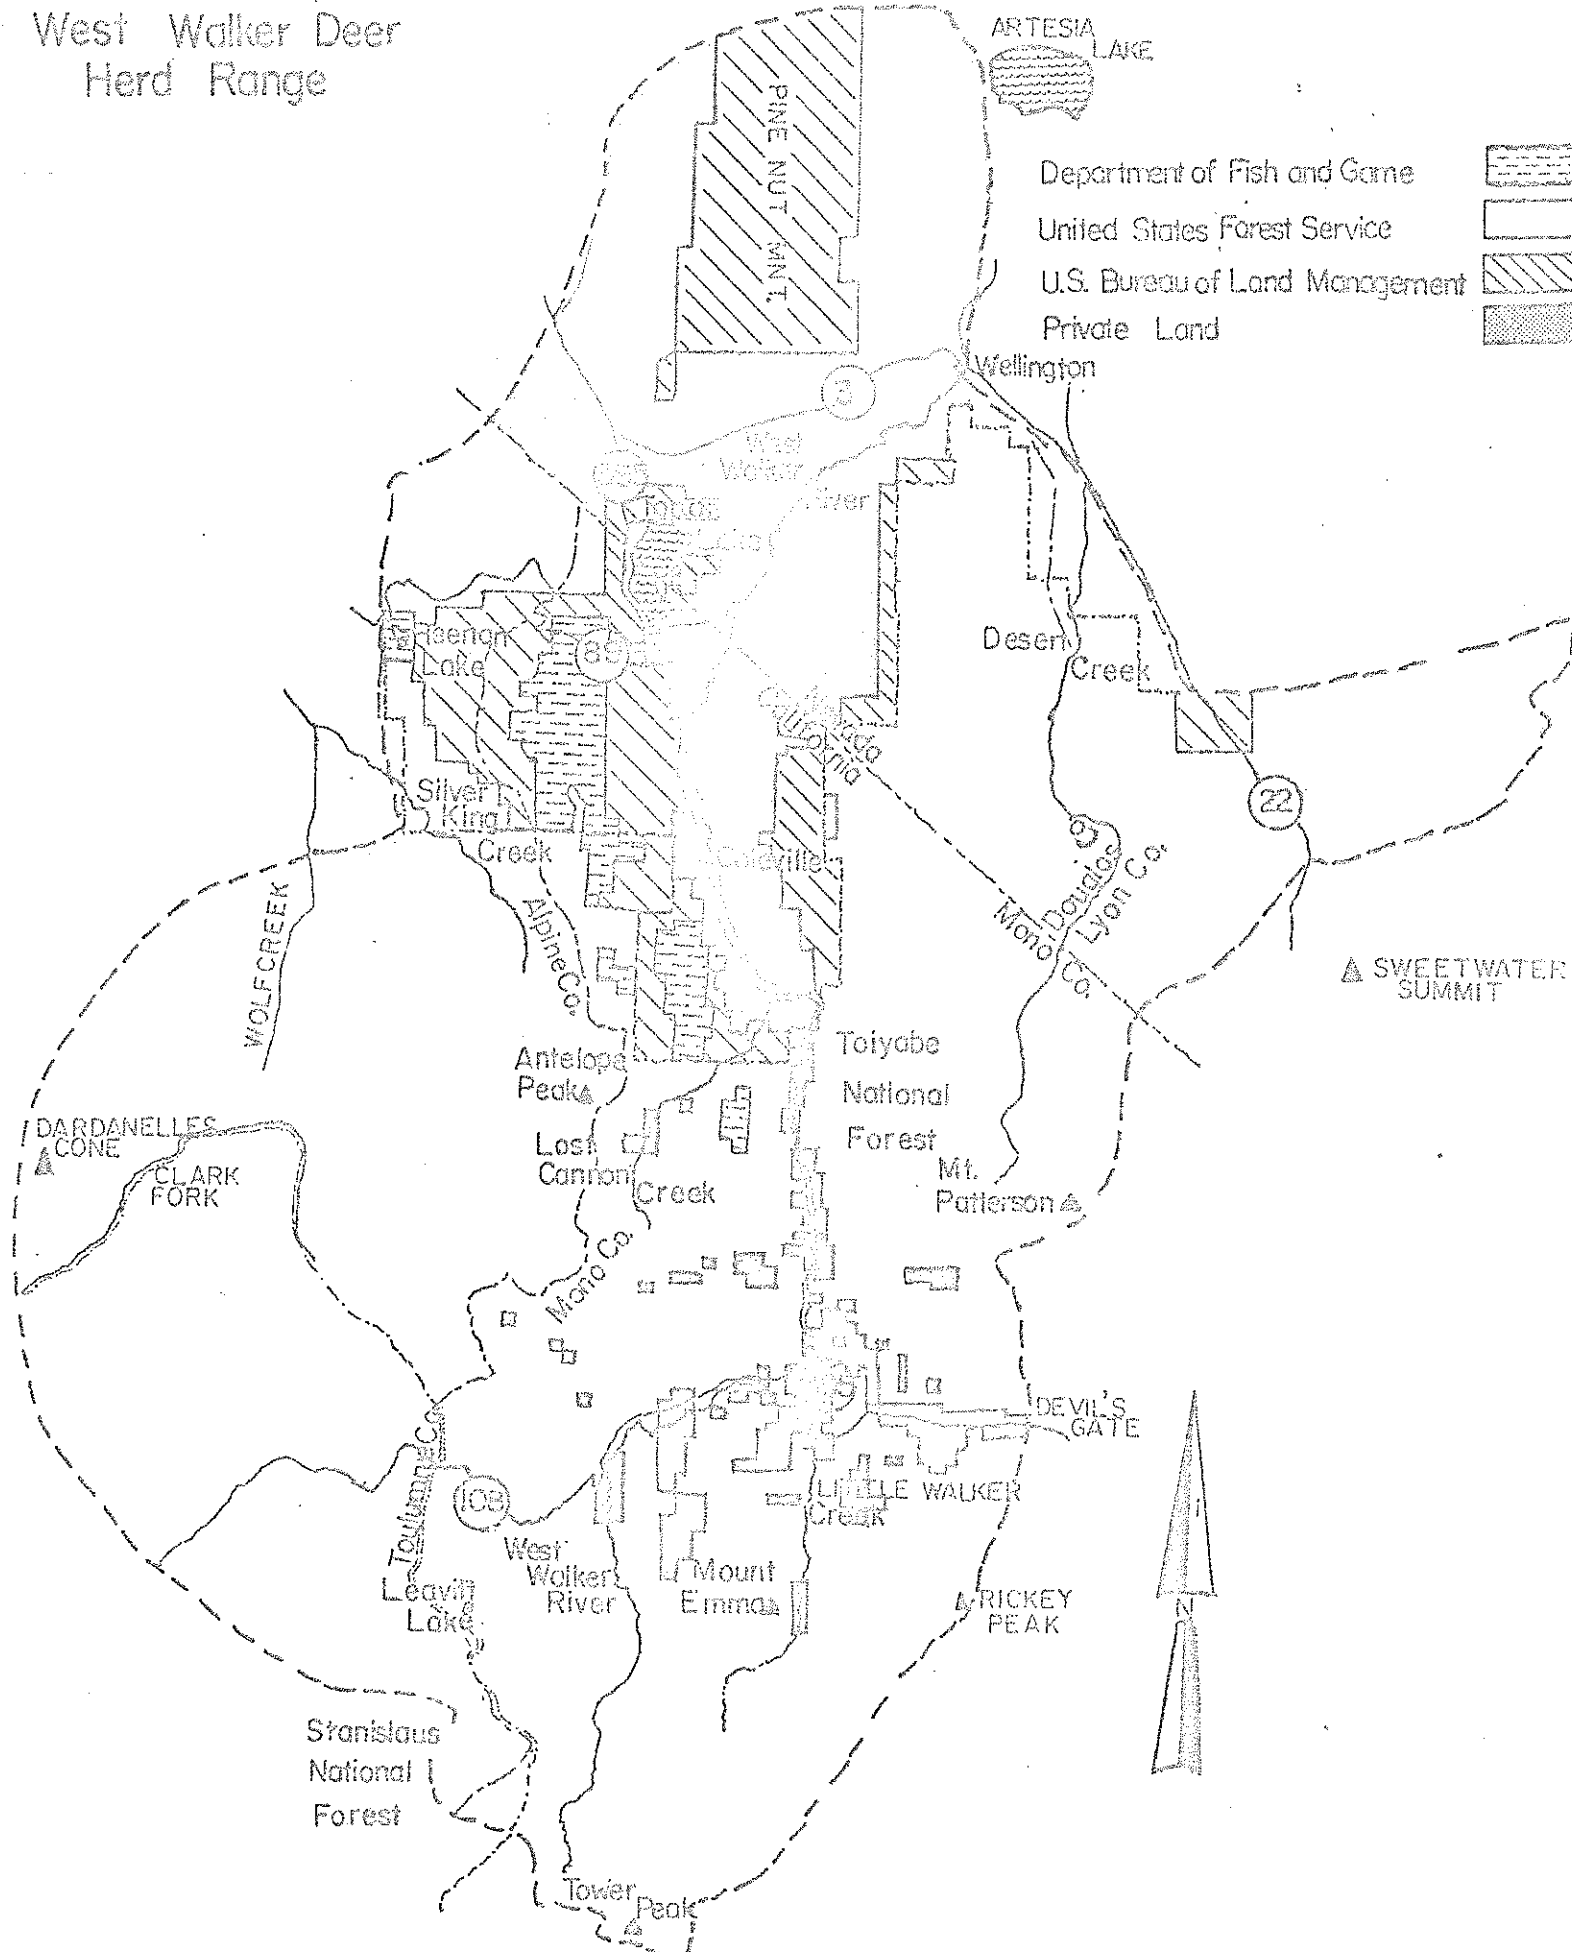 West Walker Deer
Herd Range
ARTESIA
LAKE
PINE NUT MNT.
Department of Fish and Game
United States Forest Service
U.S. Bureau of Land Management
Private Land
Wellington
3
West
Walker
River
Topaz
Lake
Heenan
Lake
89
Desert
Creek
Nevada
California
22
Silver
King
Creek
Coleville
Alpine Co.
WOLF CREEK
Douglas
Co.
Lyon Co.
Mono
Co.
SWEETWATER
SUMMIT
Antelope
Peak
Toiyabe
National
Forest
DARDANELLES
CONE
CLARK
FORK
Lost
Cannon
Creek
Mt.
Patterson
Mono Co.
DEVIL'S
GATE
Toulumne Co.
108
LITTLE WALKER
Creek
West
Walker
River
Leavitt
Lake
Mount
Emma
RICKEY
PEAK
N
Stanislaus
National
Forest
Tower
Peak